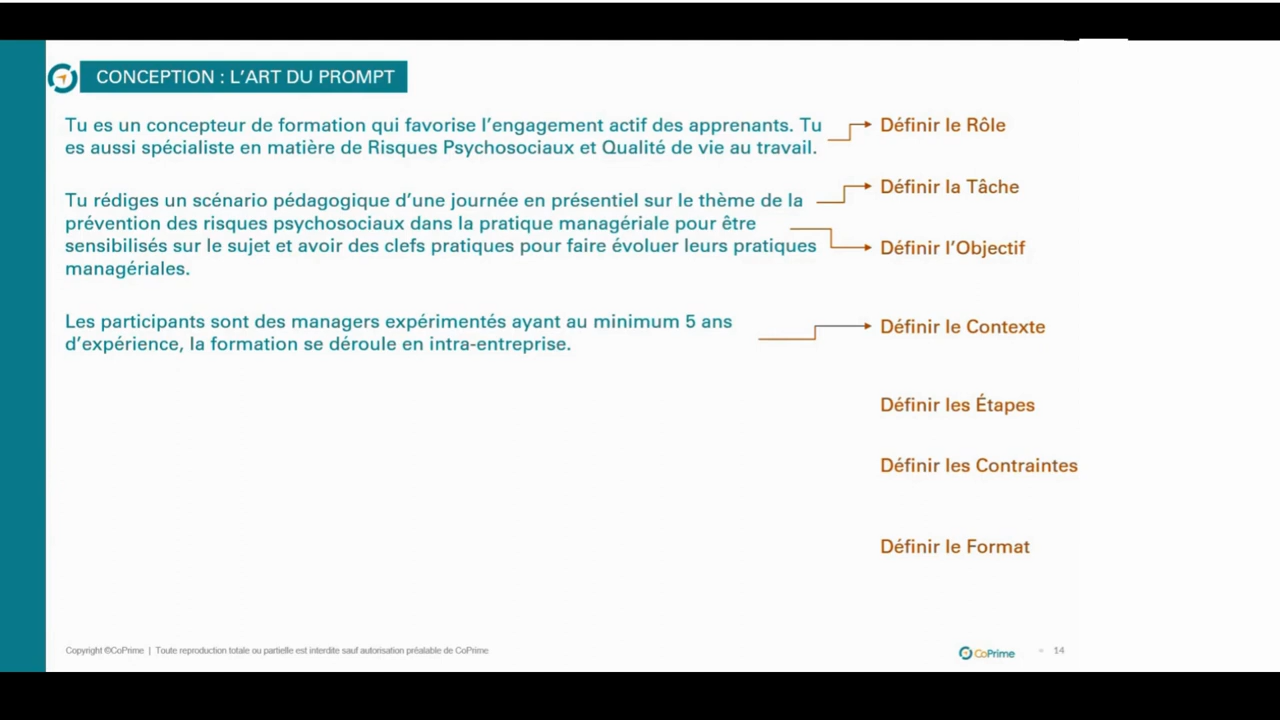 CONCEPTION : L’ART DU PROMPT
Tu es un concepteur de formation qui favorise l’engagement actif des apprenants. Tu
es aussi spécialiste en matière de Risques Psychosociaux et Qualité de vie au travail.
Définir le Rôle
Tu rédiges un scénario pédagogique d’une journée en présentiel sur le thème de la
prévention des risques psychosociaux dans la pratique managériale pour être
sensibilisés sur le sujet et avoir des clefs pratiques pour faire évoluer leurs pratiques
managériales.
Définir la Tâche
Définir l’Objectif
Les participants sont des managers expérimentés ayant au minimum 5 ans
d’expérience, la formation se déroule en intra-entreprise.
Définir le Contexte
Définir les Étapes
Définir les Contraintes
Définir le Format
Copyright ©CoPrime | Toute reproduction totale ou partielle est interdite sauf autorisation préalable de CoPrime
CoPrime
14